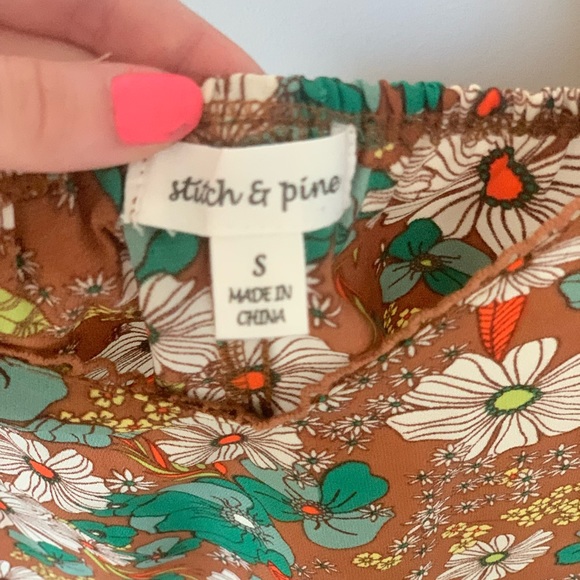 stitch & pine
S
MADE IN
CHINA